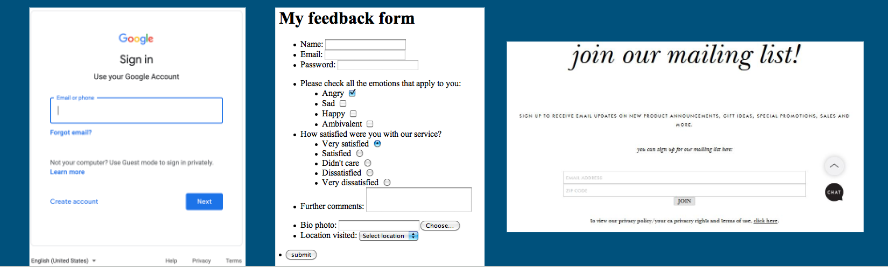 Google
Sign in
Use your Google Account
Email or phone
Forgot email?
Not your computer? Use Guest mode to sign in privately.
Learn more
Create account
Next
English (United States)
Help
Privacy
Terms
My feedback form
Name:
Email:
Password:
Please check all the emotions that apply to you:
Angry
Sad
Happy
Ambivalent
How satisfied were you with our service?
Very satisfied
Satisfied
Didn't care
Dissatisfied
Very dissatisfied
Further comments:
Bio photo: Choose...
Location visited: Select location
submit
join our mailing list!
SIGN UP TO RECEIVE EMAIL UPDATES ON NEW PRODUCT ANNOUNCEMENTS, GIFT IDEAS, SPECIAL PROMOTIONS, SALES AND
MORE.
you can sign up for our mailing list here:
EMAIL ADDRESS
ZIP CODE
JOIN
CHAT
To view our privacy policy, your ca privacy rights and terms of use, click here.